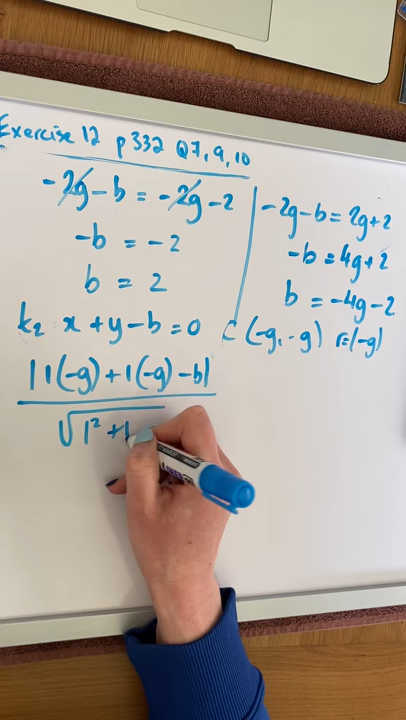 Exercise 12 p332 Q7, 9, 10
-2g - b = -2g - 2
-b = -2
b = 2
-2g - b = 2g + 2
-b = 4g + 2
b = -4g - 2
k₂ x + y - b = 0 C (-g, -g) r = |-g|
|1(-g) + 1(-g) - b|
√1² + 1